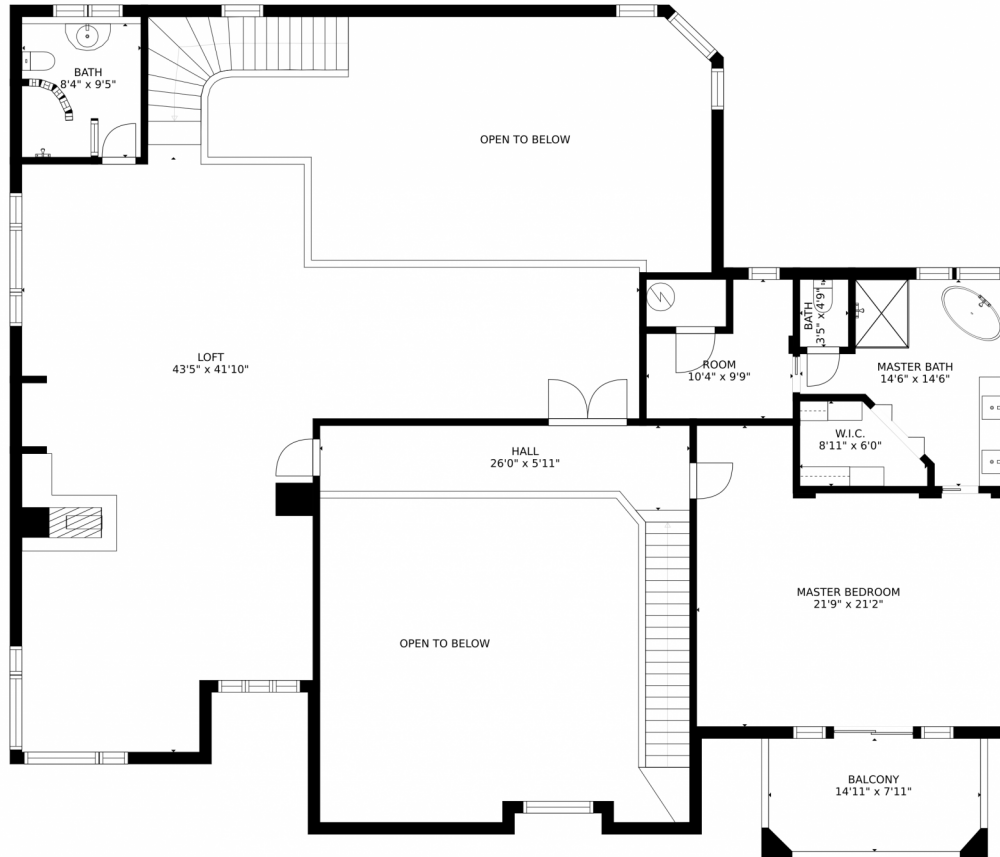 BATH
8'4" x 9'5"
OPEN TO BELOW
BATH
3'5" x 4'9"
LOFT
43'5" x 41'10"
ROOM
10'4" x 9'9"
MASTER BATH
14'6" x 14'6"
W.I.C.
8'11" x 6'0"
HALL
26'0" x 5'11"
MASTER BEDROOM
21'9" x 21'2"
OPEN TO BELOW
BALCONY
14'11" x 7'11"